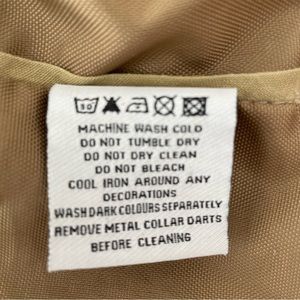 MACHINE WASH COLD
DO NOT TUMBLE DRY
DO NOT DRY CLEAN
DO NOT BLEACH
COOL IRON AROUND ANY
DECORATIONS
WASH DARK COLOURS SEPARATELY
REMOVE METAL COLLAR DARTS
BEFORE CLEANING